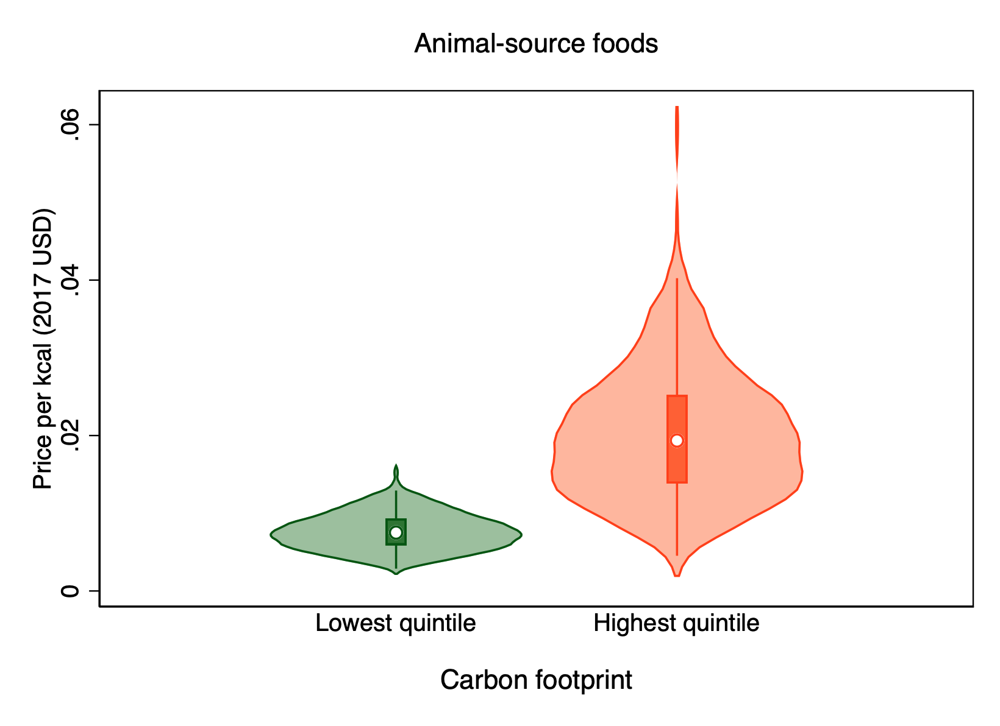 Animal-source foods
Price per kcal (2017 USD)
.06
.04
.02
0
Lowest quintile
Highest quintile
Carbon footprint